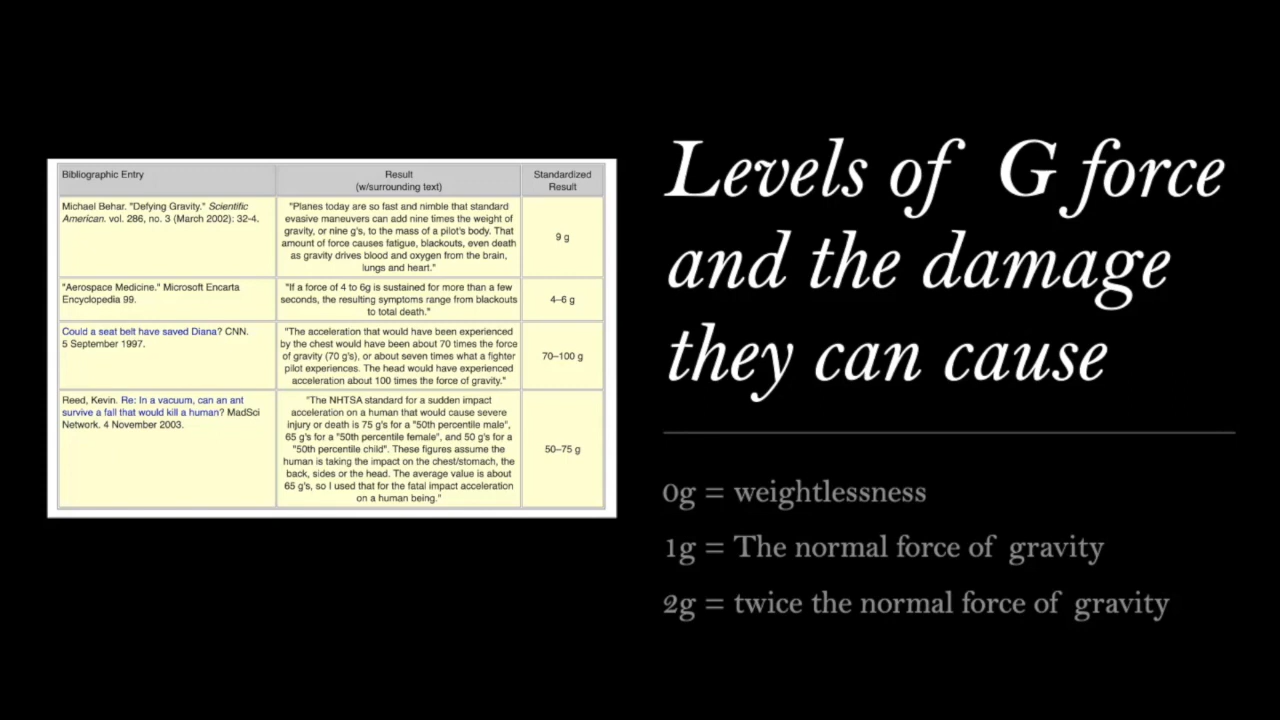 Bibliographic Entry
Result
(w/surrounding text)
Standardized
Result
Michael Behar. "Defying Gravity." Scientific
American. vol. 286, no. 3 (March 2002): 32-4.
"Planes today are so fast and nimble that standard
evasive maneuvers can add nine times the weight of
gravity, or nine g's, to the mass of a pilot's body. That
amount of force causes fatigue, blackouts, even death
as gravity drives blood and oxygen from the brain,
lungs and heart."
9 g
"Aerospace Medicine." Microsoft Encarta
Encyclopedia 99.
"If a force of 4 to 6g is sustained for more than a few
seconds, the resulting symptoms range from blackouts
to total death."
4–6 g
Could a seat belt have saved Diana? CNN.
5 September 1997.
"The acceleration that would have been experienced
by the chest would have been about 70 times the force
of gravity (70 g's), or about seven times what a fighter
pilot experiences. The head would have experienced
acceleration about 100 times the force of gravity."
70–100 g
Reed, Kevin. Re: In a vacuum, can an ant
survive a fall that would kill a human? MadSci
Network. 4 November 2003.
"The NHTSA standard for a sudden impact
acceleration on a human that would cause severe
injury or death is 75 g's for a "50th percentile male",
65 g's for a "50th percentile female", and 50 g's for a
"50th percentile child". These figures assume the
human is taking the impact on the chest/stomach, the
back, sides or the head. The average value is about
65 g's, so I used that for the fatal impact acceleration
on a human being."
50–75 g
Levels of G force
and the damage
they can cause
0g = weightlessness
1g = The normal force of gravity
2g = twice the normal force of gravity